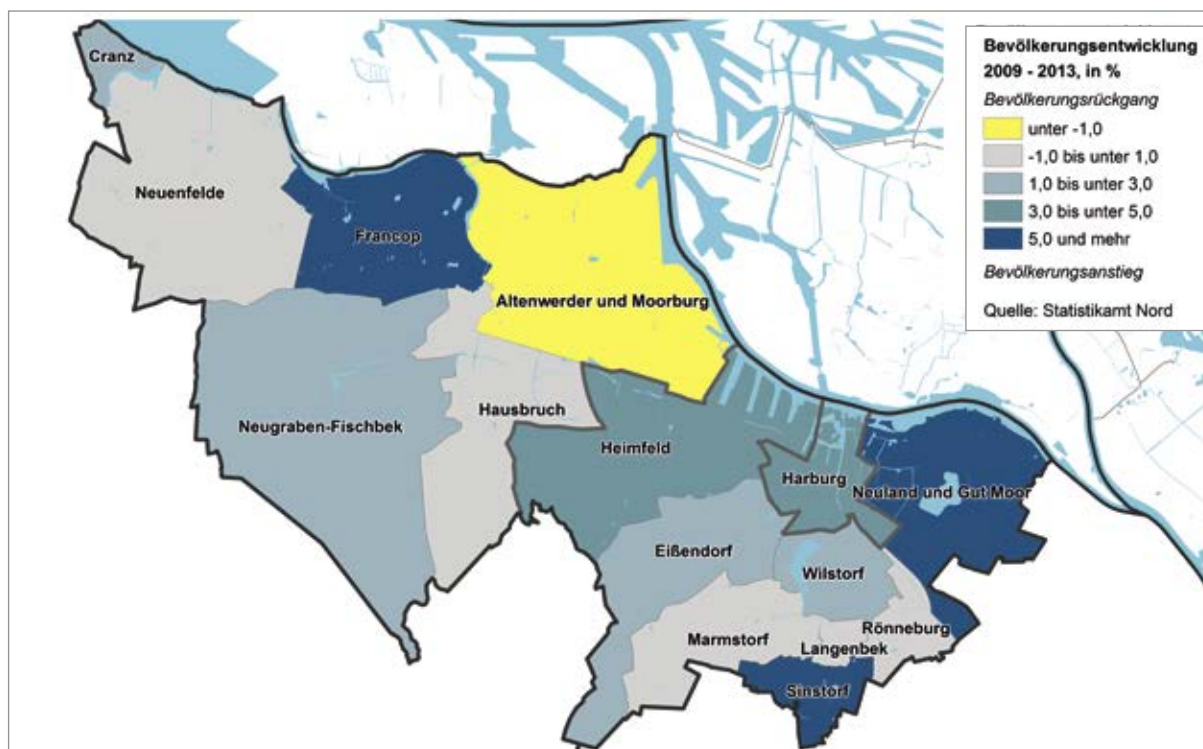 Cranz
Neuenfelde
Francop
Altenwerder und Moorburg
Neugraben-Fischbek
Hausbruch
Heimfeld
Harburg
Neuland und Gut Moor
Eißendorf
Wilstorf
Rönneburg
Marmstorf
Langenbek
Sinstorf
Bevölkerungsentwicklung
2009 - 2013, in %
Bevölkerungsrückgang
unter -1,0
-1,0 bis unter 1,0
1,0 bis unter 3,0
3,0 bis unter 5,0
5,0 und mehr
Bevölkerungsanstieg
Quelle: Statistikamt Nord